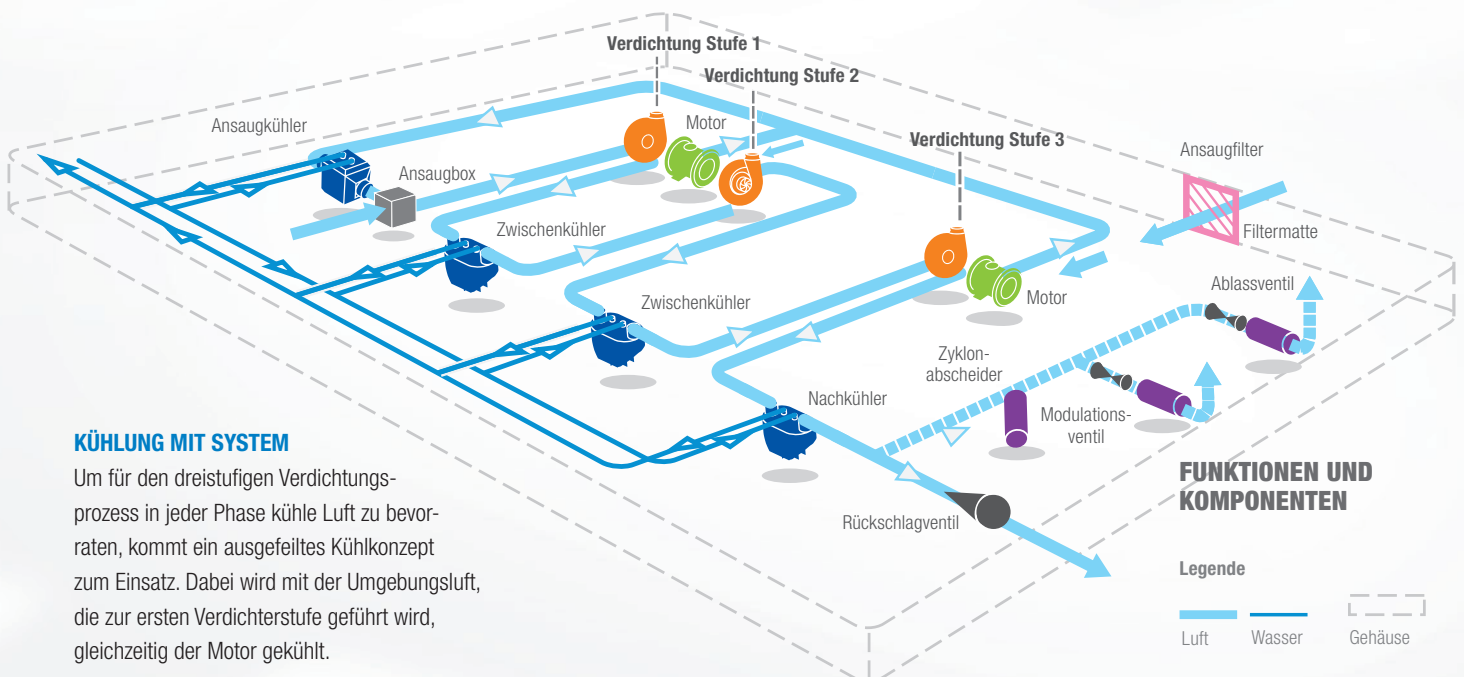 Verdichtung Stufe 1
Verdichtung Stufe 2
Ansaugkühler
Motor
Verdichtung Stufe 3
Ansaugfilter
Ansaugbox
Zwischenkühler
Filtermatte
Ablassventil
Zwischenkühler
Motor
Zyklon-
abscheider
Nachkühler
Modulations-
ventil
Rückschlagventil
KÜHLUNG MIT SYSTEM
Um für den dreistufigen Verdichtungs-
prozess in jeder Phase kühle Luft zu bevor-
raten, kommt ein ausgefeiltes Kühlkonzept
zum Einsatz. Dabei wird mit der Umgebungsluft,
die zur ersten Verdichterstufe geführt wird,
gleichzeitig der Motor gekühlt.
FUNKTIONEN UND
KOMPONENTEN
Legende
Luft
Wasser
Gehäuse